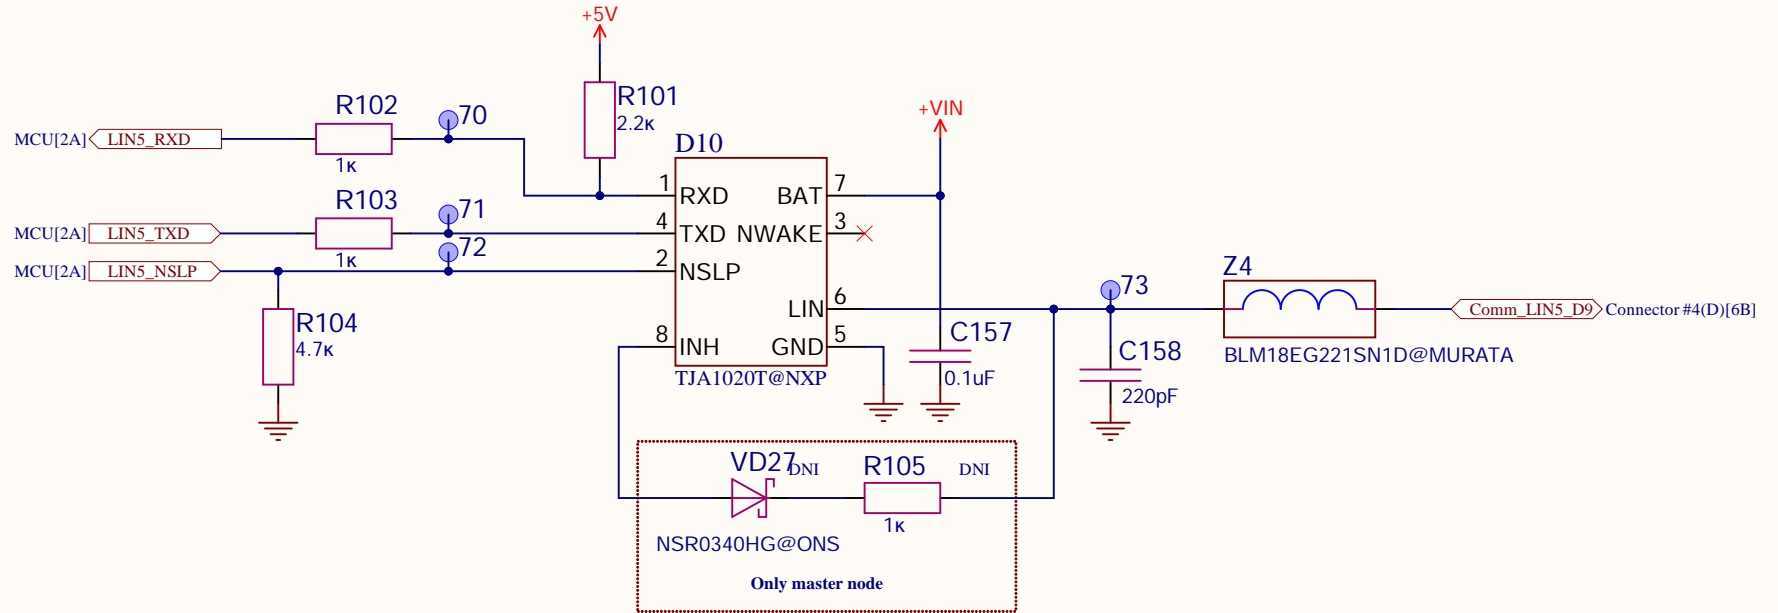 +5V
R102
70
R101
2.2к
+VIN
MCU[2A]
LIN5_RXD
1к
D10
1
RXD
BAT
7
R103
71
MCU[2A]
LIN5_TXD
4
TXD
NWAKE
3
1к
72
MCU[2A]
LIN5_NSLP
2
NSLP
Z4
73
LIN
6
Comm_LIN5_D9
Connector #4(D)[6B]
R104
4.7к
8
INH
GND
5
C157
0.1uF
C158
220pF
BLM18EG221SN1D@MURATA
TJA1020T@NXP
VD27
DNI
R105
DNI
1к
NSR0340HG@ONS
Only master node